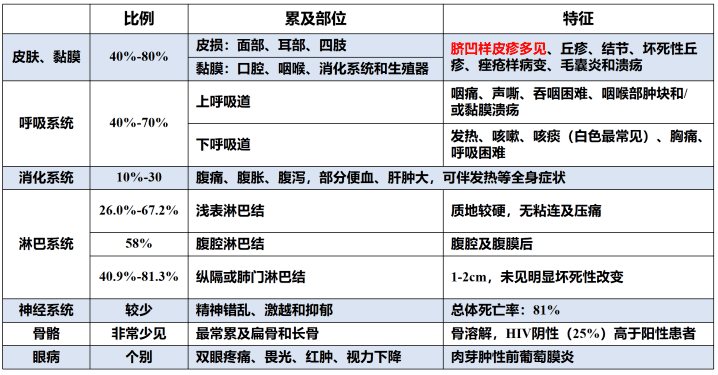 比例 累及部位 特征
皮肤、黏膜 40%-80% 皮损：面部、耳部、四肢
黏膜：口腔、咽喉、消化系统和生殖器
脐凹样皮疹多见、丘疹、结节、坏死性丘
疹、痤疮样病变、毛囊炎和溃疡
呼吸系统 40%-70% 上呼吸道
咽痛、声嘶、吞咽困难、咽喉部肿块和/
或黏膜溃疡
下呼吸道
发热、咳嗽、咳痰（白色最常见）、胸痛、
呼吸困难
消化系统 10%-30 腹痛、腹胀、腹泻，部分便血、肝肿大，可伴发热等全身症状
淋巴系统 26.0%-67.2% 浅表淋巴结 质地较硬，无粘连及压痛
58% 腹腔淋巴结 腹腔及腹膜后
40.9%-81.3% 纵隔或肺门淋巴结 1-2cm，未见明显坏死性改变
神经系统 较少 精神错乱、激越和抑郁 总体死亡率：81%
骨骼 非常少见 最常累及扁骨和长骨 骨溶解，HIV阴性（25%）高于阳性患者
眼病 个别 双眼疼痛、畏光、红肿、视力下降 肉芽肿性前葡萄膜炎